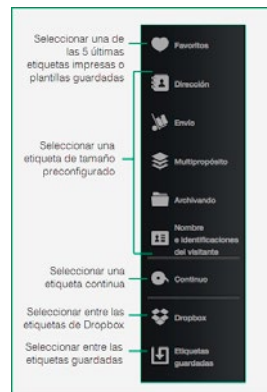 Seleccionar una de
las 5 últimas
etiquetas impresas o
plantillas guardadas
Favoritos
Dirección
Envío
Seleccionar una
etiqueta de tamaño
preconfigurado
Multipropósito
Archivando
Nombre
e identificaciones
del visitante
Seleccionar una
etiqueta continua
Continuo
Seleccionar entre las
etiquetas de Dropbox
Dropbox
Seleccionar entre las
etiquetas guardadas
Etiquetas
guardadas